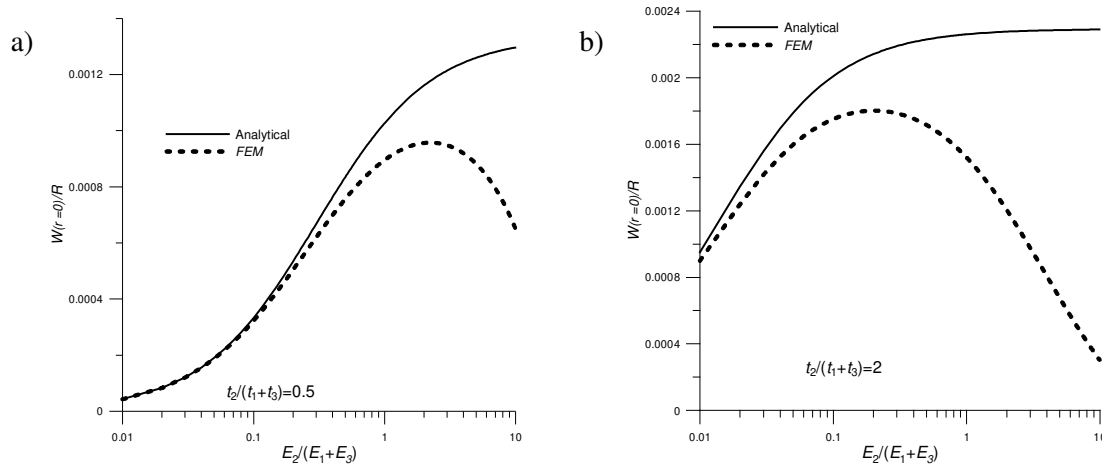 a)
W(r =0)/R
0.0012
0.0008
0.0004
0
Analytical
FEM
t2/(t1+t3)=0.5
0.01
0.1
1
10
E2/(E1+E3)
b)
W(r =0)/R
0.0024
0.002
0.0016
0.0012
0.0008
0.0004
0
Analytical
FEM
t2/(t1+t3)=2
0.01
0.1
1
10
E2/(E1+E3)